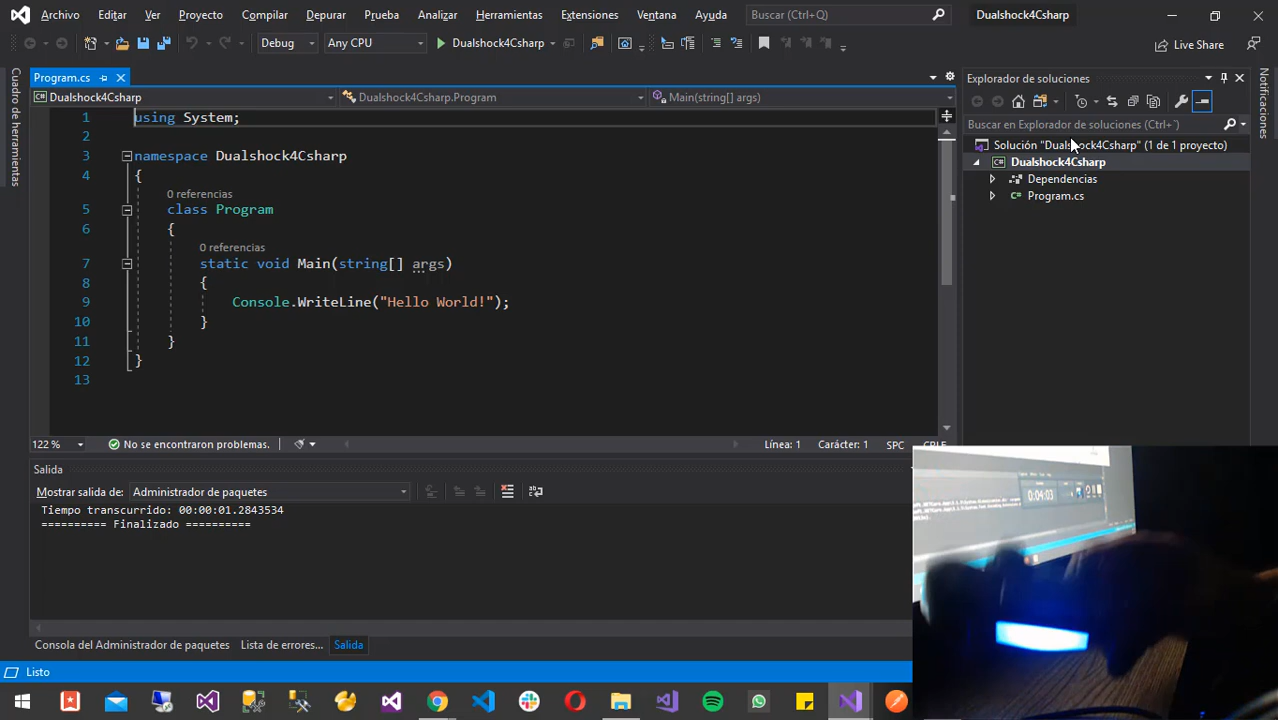 Archivo Editar Ver Proyecto Compilar Depurar Prueba Analizar Herramientas Extensiones Ventana Ayuda Buscar (Ctrl+Q) Dualshock4Csharp
Debug Any CPU Dualshock4Csharp Live Share
Cuadro de herramientas
Program.cs
Dualshock4Csharp Dualshock4Csharp.Program Main(string[] args)
1 using System;
2
3 namespace Dualshock4Csharp
4 {
0 referencias
5 class Program
6 {
0 referencias
7 static void Main(string[] args)
8 {
9 Console.WriteLine("Hello World!");
10 }
11 }
12 }
13
122 % No se encontraron problemas. Línea: 1 Carácter: 1 SPC CRLF
Explorador de soluciones
Buscar en Explorador de soluciones (Ctrl+´)
Solución "Dualshock4Csharp" (1 de 1 proyecto)
C# Dualshock4Csharp
Dependencias
C# Program.cs
Notificaciones
Salida
Mostrar salida de: Administrador de paquetes
Tiempo transcurrido: 00:00:01.2843534
========== Finalizado ==========
Consola del Administrador de paquetes Lista de errores... Salida
Listo
0:04:03